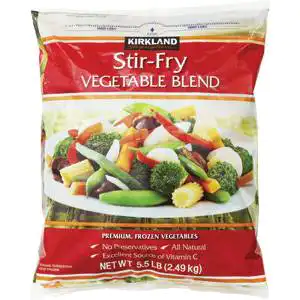 KIRKLAND
Stir-Fry
VEGETABLE BLEND
PREMIUM, FROZEN VEGETABLES
✓ No Preservatives ✓ All Natural
✓ Excellent Source of Vitamin C
NET WT. 5.5 LB (2.49 KG)